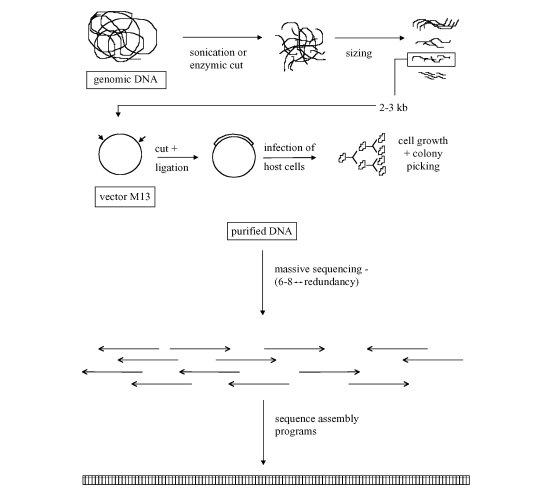 genomic DNA
sonication or
enzymic cut
sizing
2-3 kb
vector M13
cut +
ligation
infection of
host cells
cell growth
+ colony
picking
purified DNA
massive sequencing -
(6-8 -- redundancy)
sequence assembly
programs